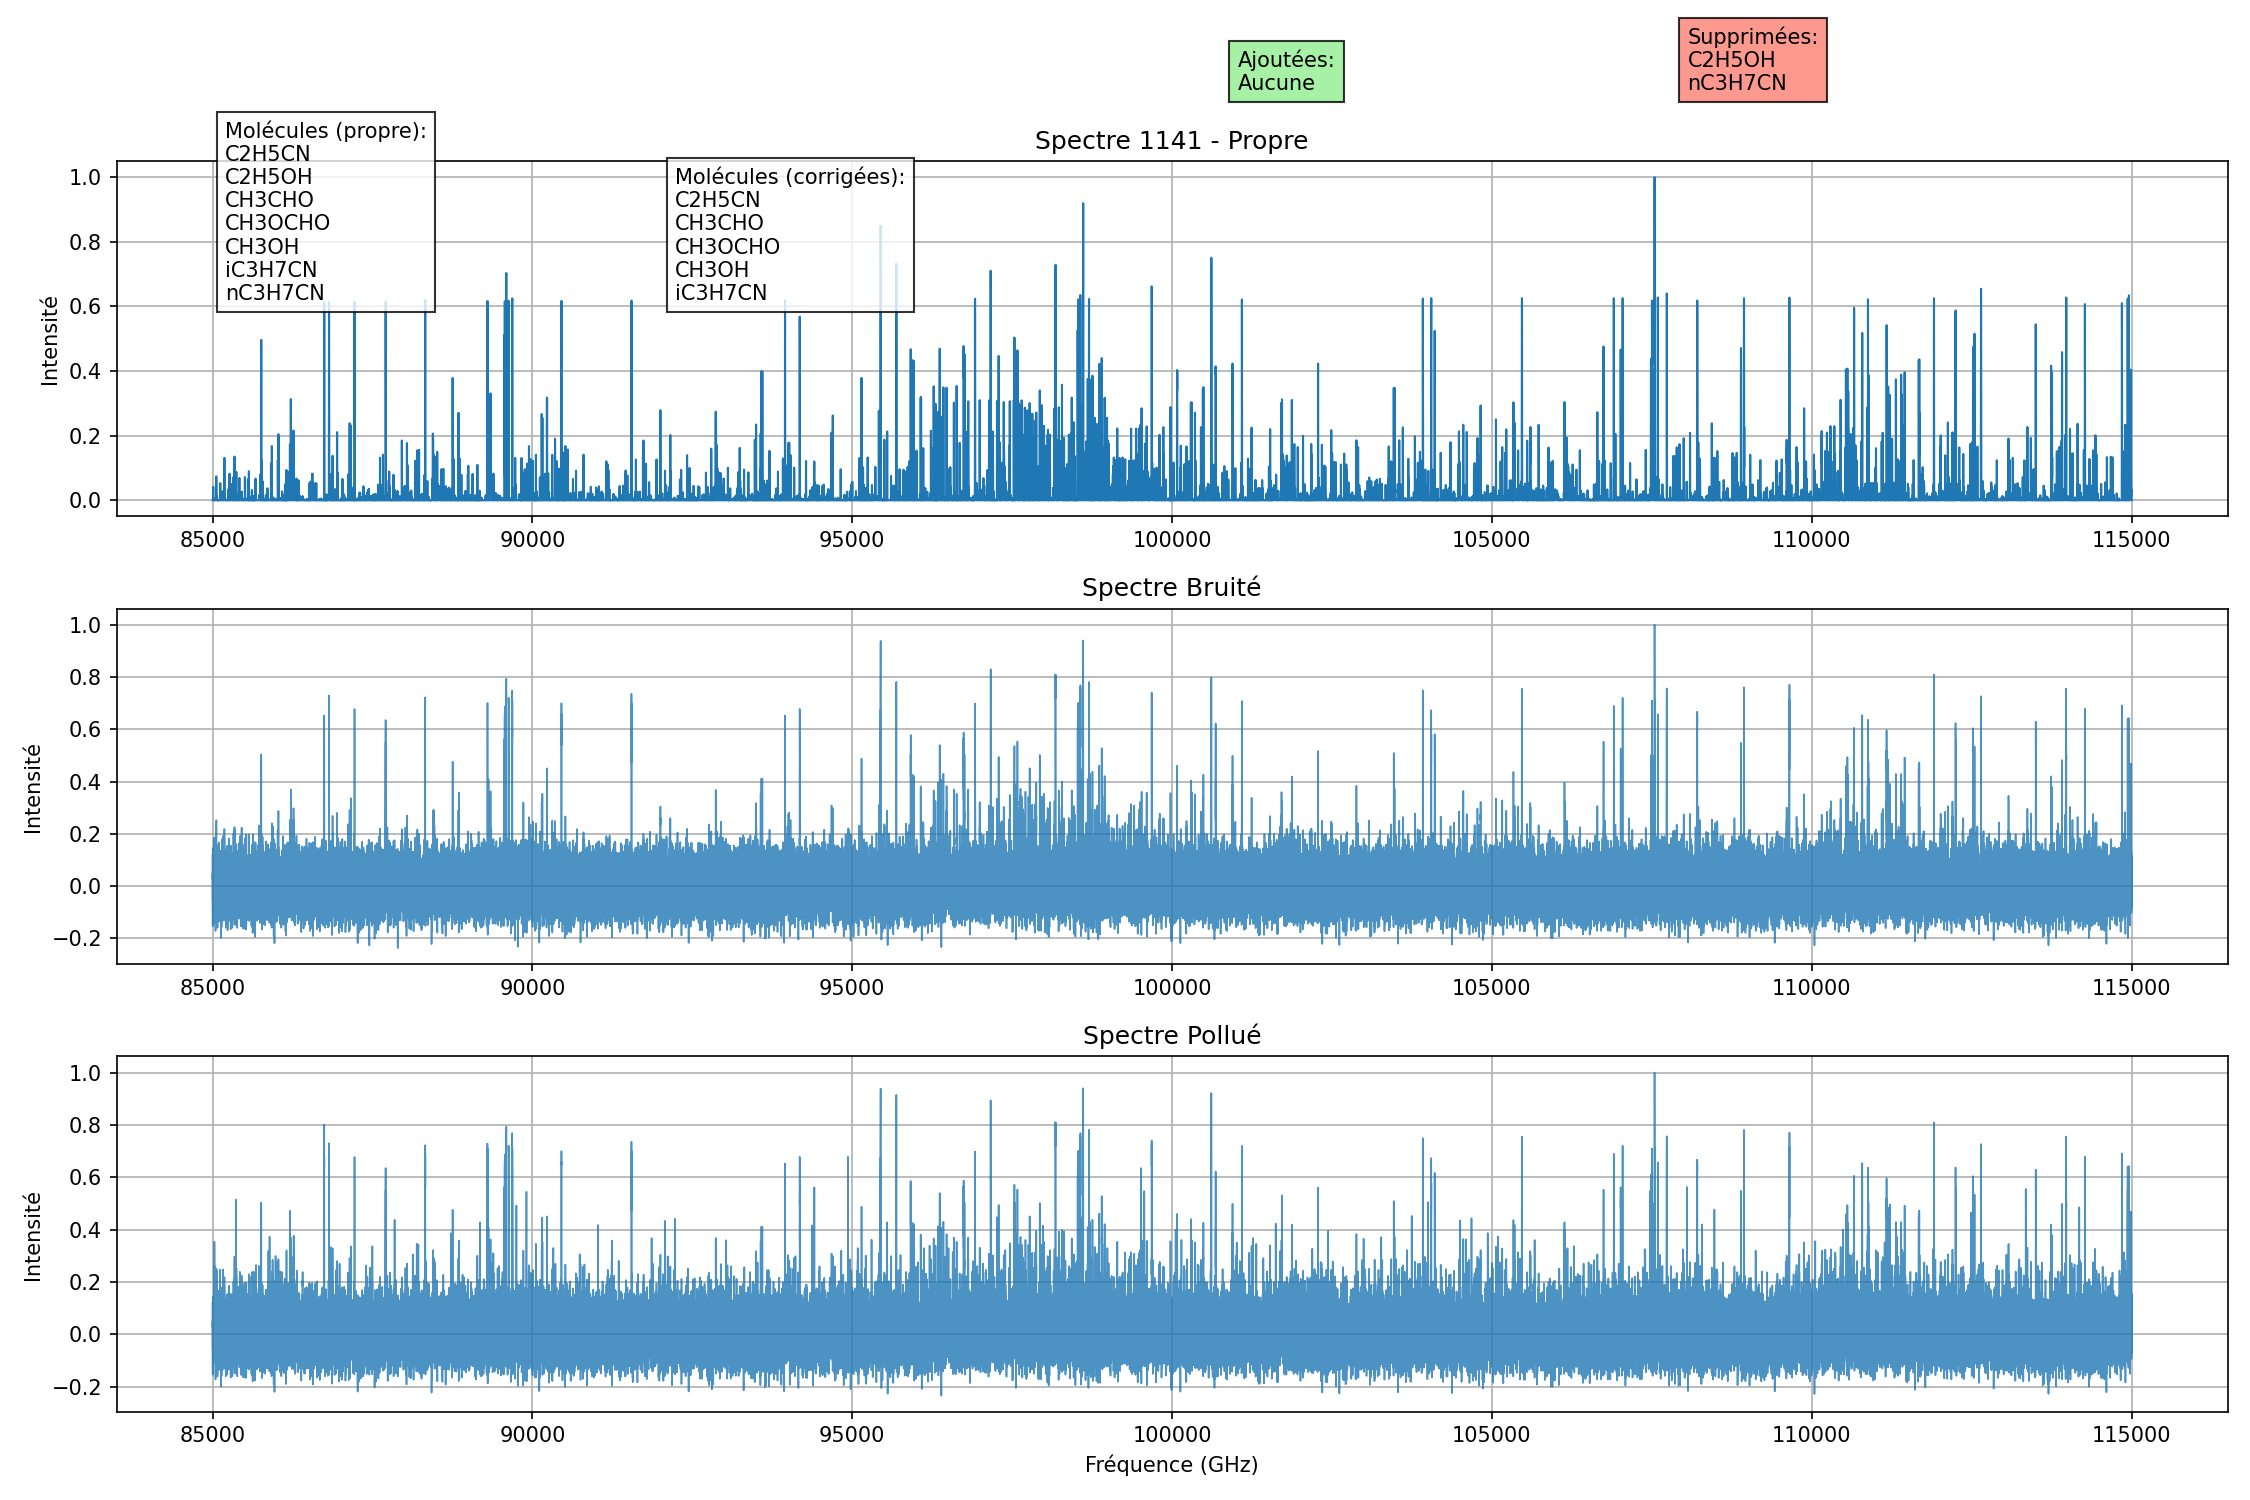 Ajoutées:
Aucune
Supprimées:
C2H5OH
nC3H7CN
Molécules (propre):
C2H5CN
C2H5OH
CH3CHO
CH3OCHO
CH3OH
iC3H7CN
nC3H7CN
Molécules (corrigées):
C2H5CN
CH3CHO
CH3OCHO
CH3OH
iC3H7CN
Spectre 1141 - Propre
Intensité
1.0
0.8
0.6
0.4
0.2
0.0
85000 90000 95000 100000 105000 110000 115000
Spectre Bruité
Intensité
1.0
0.8
0.6
0.4
0.2
0.0
−0.2
85000 90000 95000 100000 105000 110000 115000
Spectre Pollué
Intensité
1.0
0.8
0.6
0.4
0.2
0.0
−0.2
85000 90000 95000 100000 105000 110000 115000
Fréquence (GHz)